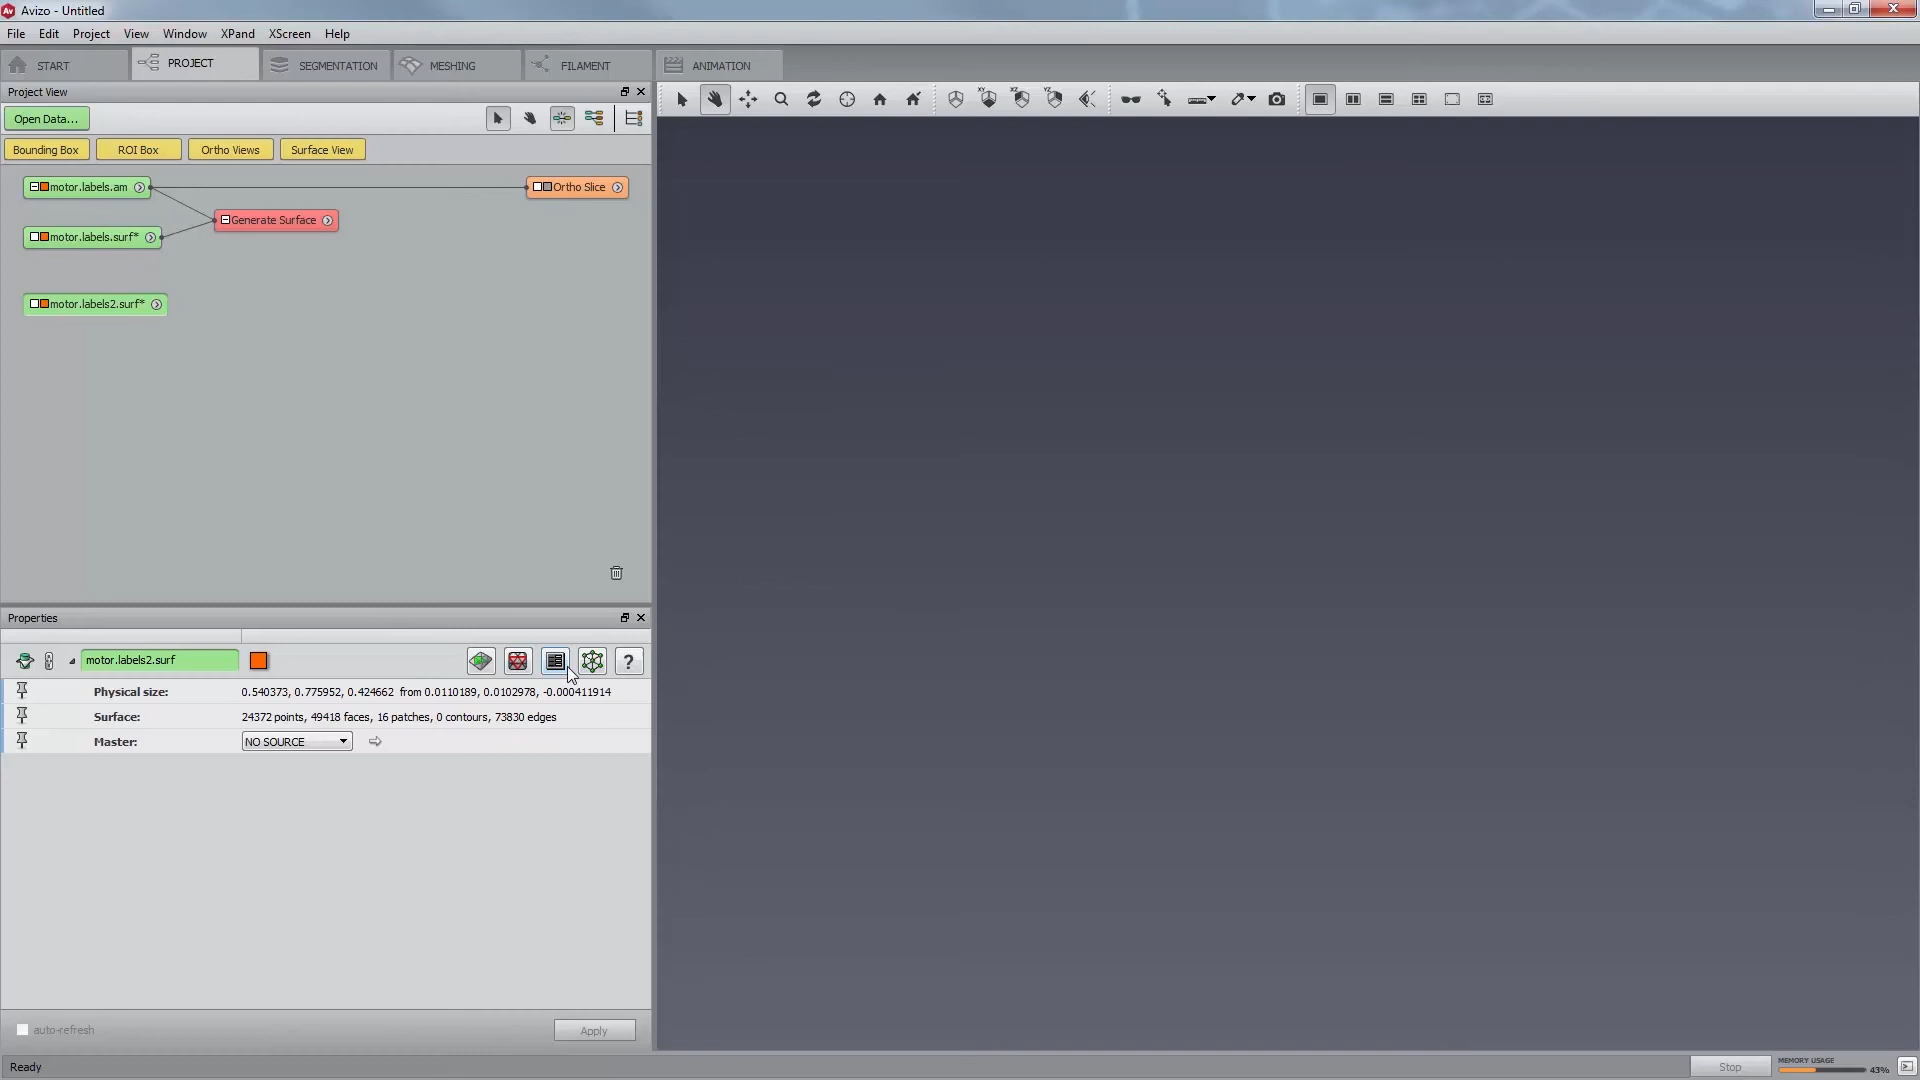 Av Avizo - Untitled
File Edit Project View Window XPand XScreen Help
START PROJECT SEGMENTATION MESHING FILAMENT ANIMATION
Project View
Open Data...
XY XZ YZ
Bounding Box ROI Box Ortho Views Surface View
motor.labels.am Ortho Slice
Generate Surface
motor.labels.surf*
motor.labels2.surf*
Properties
motor.labels2.surf ?
Physical size: 0.540373, 0.775952, 0.424662 from 0.0110189, 0.0102978, -0.000411914
Surface: 24372 points, 49418 faces, 16 patches, 0 contours, 73830 edges
Master: NO SOURCE
auto-refresh Apply
Ready Stop MEMORY USAGE 43%